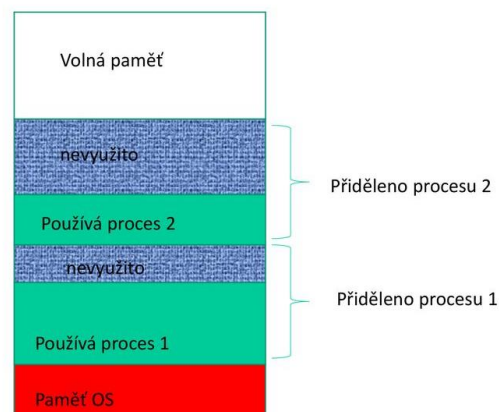 Volná paměť
nevyužito
Přiděleno procesu 2
Používá proces 2
nevyužito
Přiděleno procesu 1
Používá proces 1
Paměť OS